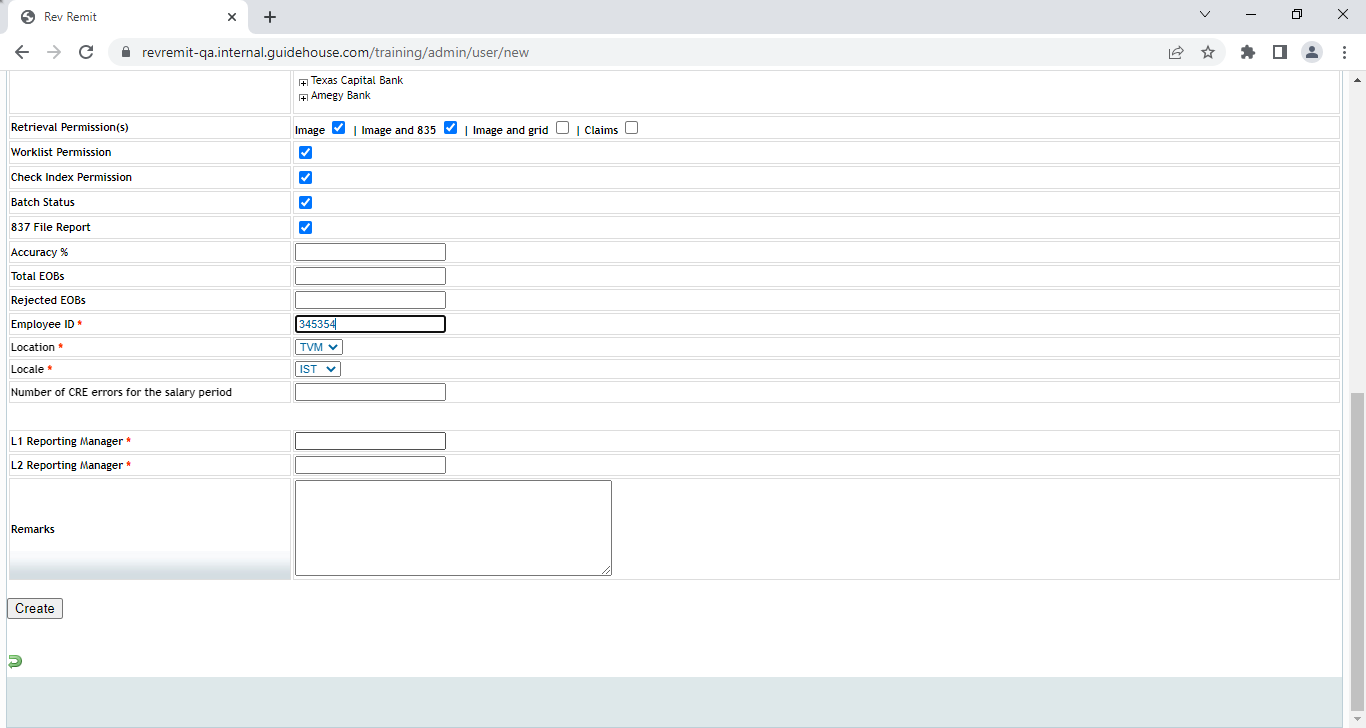 Rev Remit
revremit-qa.internal.guidehouse.com/training/admin/user/new
Texas Capital Bank
Amegy Bank
Retrieval Permission(s) Image | Image and 835 | Image and grid | Claims
Worklist Permission
Check Index Permission
Batch Status
837 File Report
Accuracy %
Total EOBs
Rejected EOBs
Employee ID * 345354
Location * TVM
Locale * IST
Number of CRE errors for the salary period
L1 Reporting Manager *
L2 Reporting Manager *
Remarks
Create